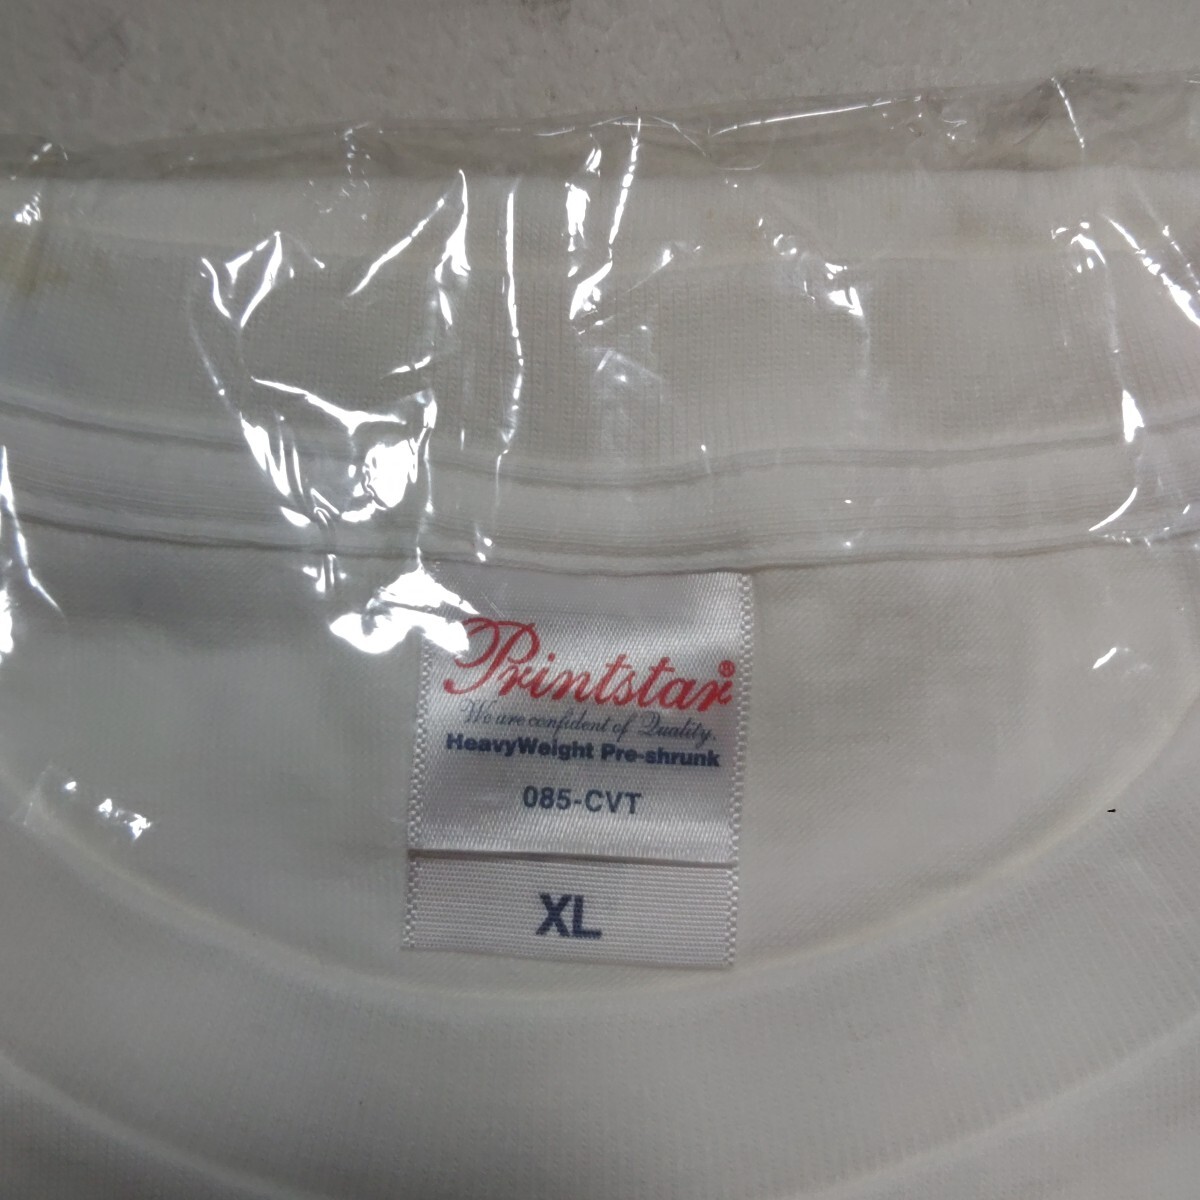 Printstar®
We are confident of Quality.
HeavyWeight Pre-shrunk
085-CVT
XL